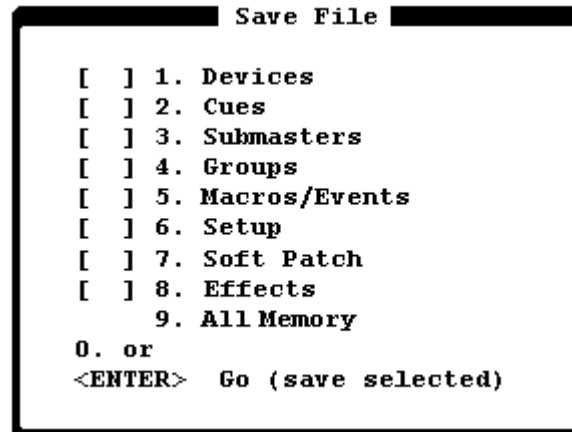 Save File
[ ] 1. Devices
[ ] 2. Cues
[ ] 3. Submasters
[ ] 4. Groups
[ ] 5. Macros/Events
[ ] 6. Setup
[ ] 7. Soft Patch
[ ] 8. Effects
9. All Memory
0. or
<ENTER> Go (save selected)